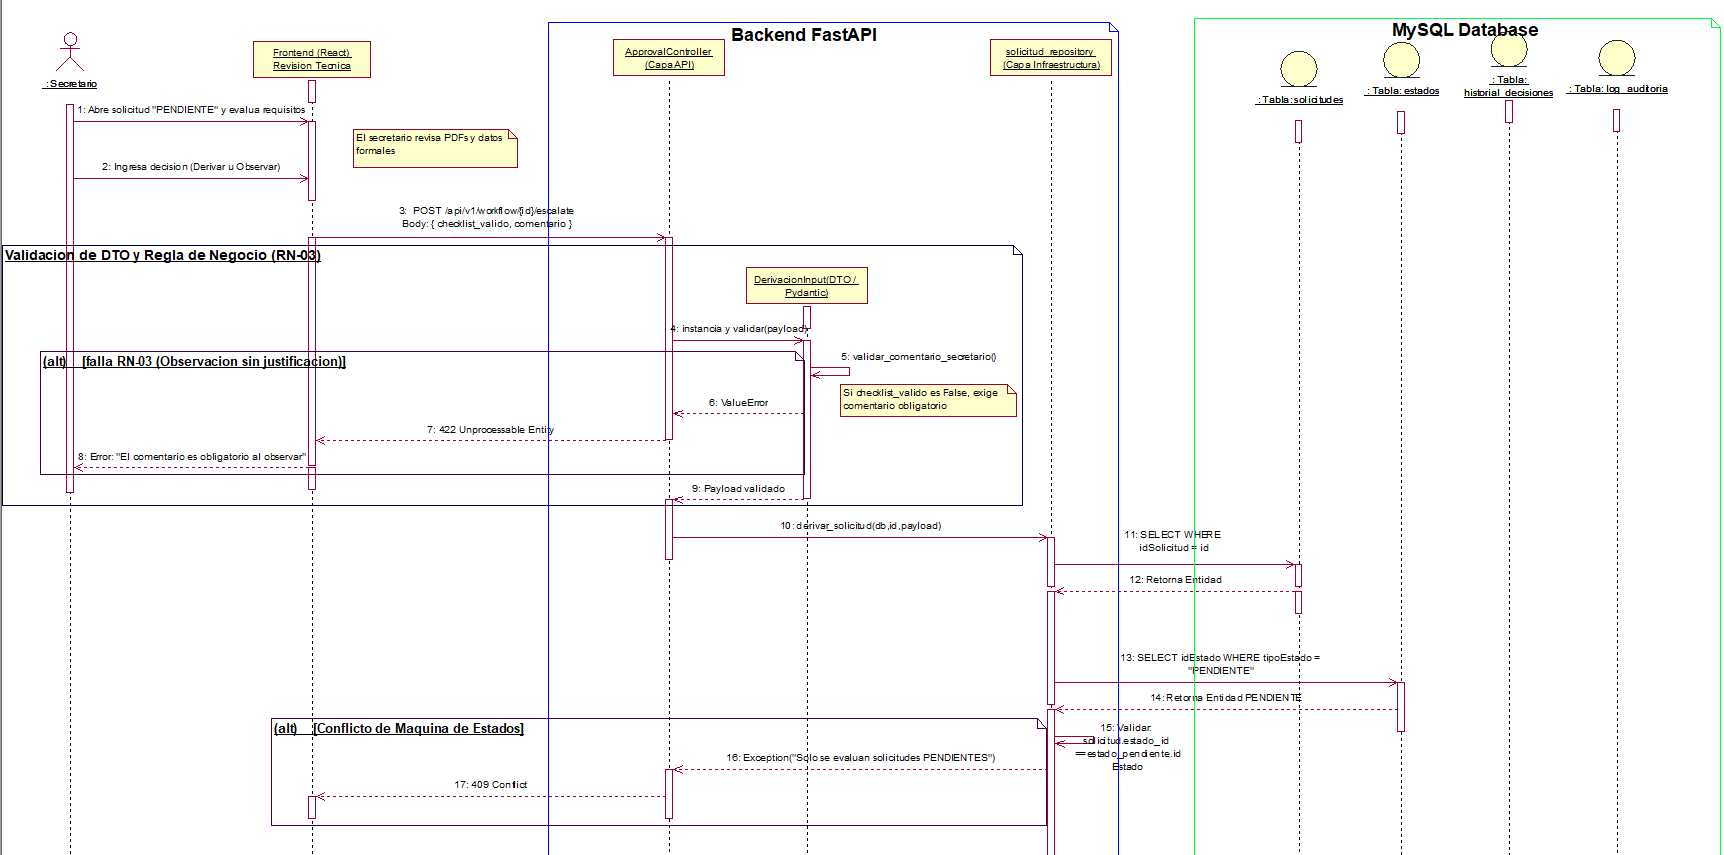 Backend FastAPI
MySQL Database
: Secretario
Frontend (React)
Revision Tecnica
ApprovalController
(Capa API)
solicitud_repository
(Capa Infraestructura)
: Tabla: solicitudes
: Tabla: estados
: Tabla:
historial_decisiones
: Tabla: log_auditoria
1: Abre solicitud "PENDIENTE" y evalua requisitos
El secretario revisa PDFs y datos
formales
2: Ingresa decision (Derivar u Observar)
3: POST /api/v1/workflow/{id}/escalate
Body: { checklist_valido, comentario }
Validacion de DTO y Regla de Negocio (RN-03)
DerivacionInput(DTO /
Pydantic)
4: instancia y validar(payload)
(alt) [falla RN-03 (Observacion sin justificacion)]
5: validar_comentario_secretario()
Si checklist_valido es False, exige
comentario obligatorio
6: ValueError
7: 422 Unprocessable Entity
8: Error: "El comentario es obligatorio al observar"
9: Payload validado
10: derivar_solicitud(db,id,payload)
11: SELECT WHERE
idSolicitud = id
12: Retorna Entidad
13: SELECT idEstado WHERE tipoEstado =
"PENDIENTE"
14: Retorna Entidad PENDIENTE
(alt) [Conflicto de Maquina de Estados]
15: Validar:
solicitud.estado_id
==estado_pendiente.id
Estado
16: Exception("Solo se evaluan solicitudes PENDIENTES")
17: 409 Conflict